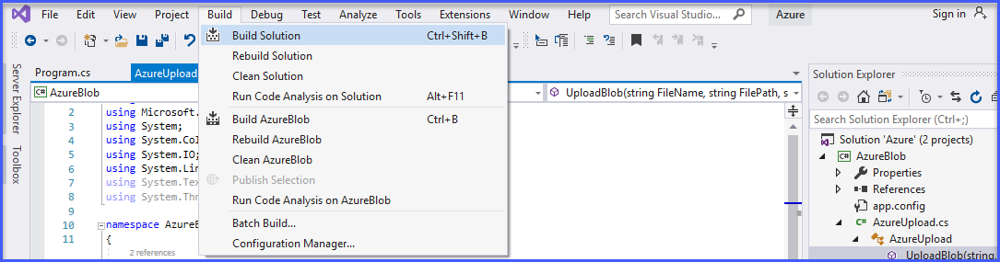 File Edit View Project Build Debug Test Analyze Tools Extensions Window Help Search Visual Studio... Azure Sign in
Server Explorer
Toolbox
Program.cs AzureUpload
AzureBlob
UploadBlob(string FileName, string FilePath, s
2 using Microsoft.
3 using System;
4 using System.Col
5 using System.IO;
6 using System.Lin
7 using System.Tex
8 using System.Thr
9
10 namespace AzureB
11 {
2 references
Build Solution Ctrl+Shift+B
Rebuild Solution
Clean Solution
Run Code Analysis on Solution Alt+F11
Build AzureBlob Ctrl+B
Rebuild AzureBlob
Clean AzureBlob
Publish Selection
Run Code Analysis on AzureBlob
Batch Build...
Configuration Manager...
Solution Explorer
Search Solution Explorer (Ctrl+;)
Solution 'Azure' (2 projects)
C# AzureBlob
Properties
References
app.config
C# AzureUpload.cs
AzureUpload
UploadBlob(string